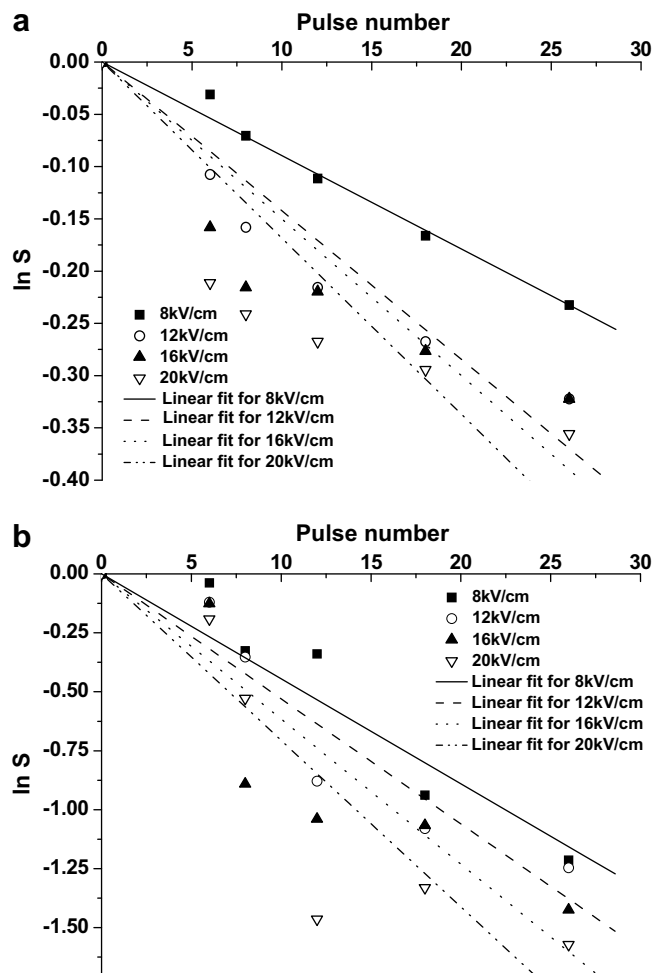 a
Pulse number
0 5 10 15 20 25 30
0.00
-0.05
-0.10
-0.15
-0.20
-0.25
-0.30
-0.35
-0.40
ln S
8kV/cm
12kV/cm
16kV/cm
20kV/cm
Linear fit for 8kV/cm
Linear fit for 12kV/cm
Linear fit for 16kV/cm
Linear fit for 20kV/cm
b
Pulse number
0 5 10 15 20 25 30
0.00
-0.25
-0.50
-0.75
-1.00
-1.25
-1.50
ln S
8kV/cm
12kV/cm
16kV/cm
20kV/cm
Linear fit for 8kV/cm
Linear fit for 12kV/cm
Linear fit for 16kV/cm
Linear fit for 20kV/cm